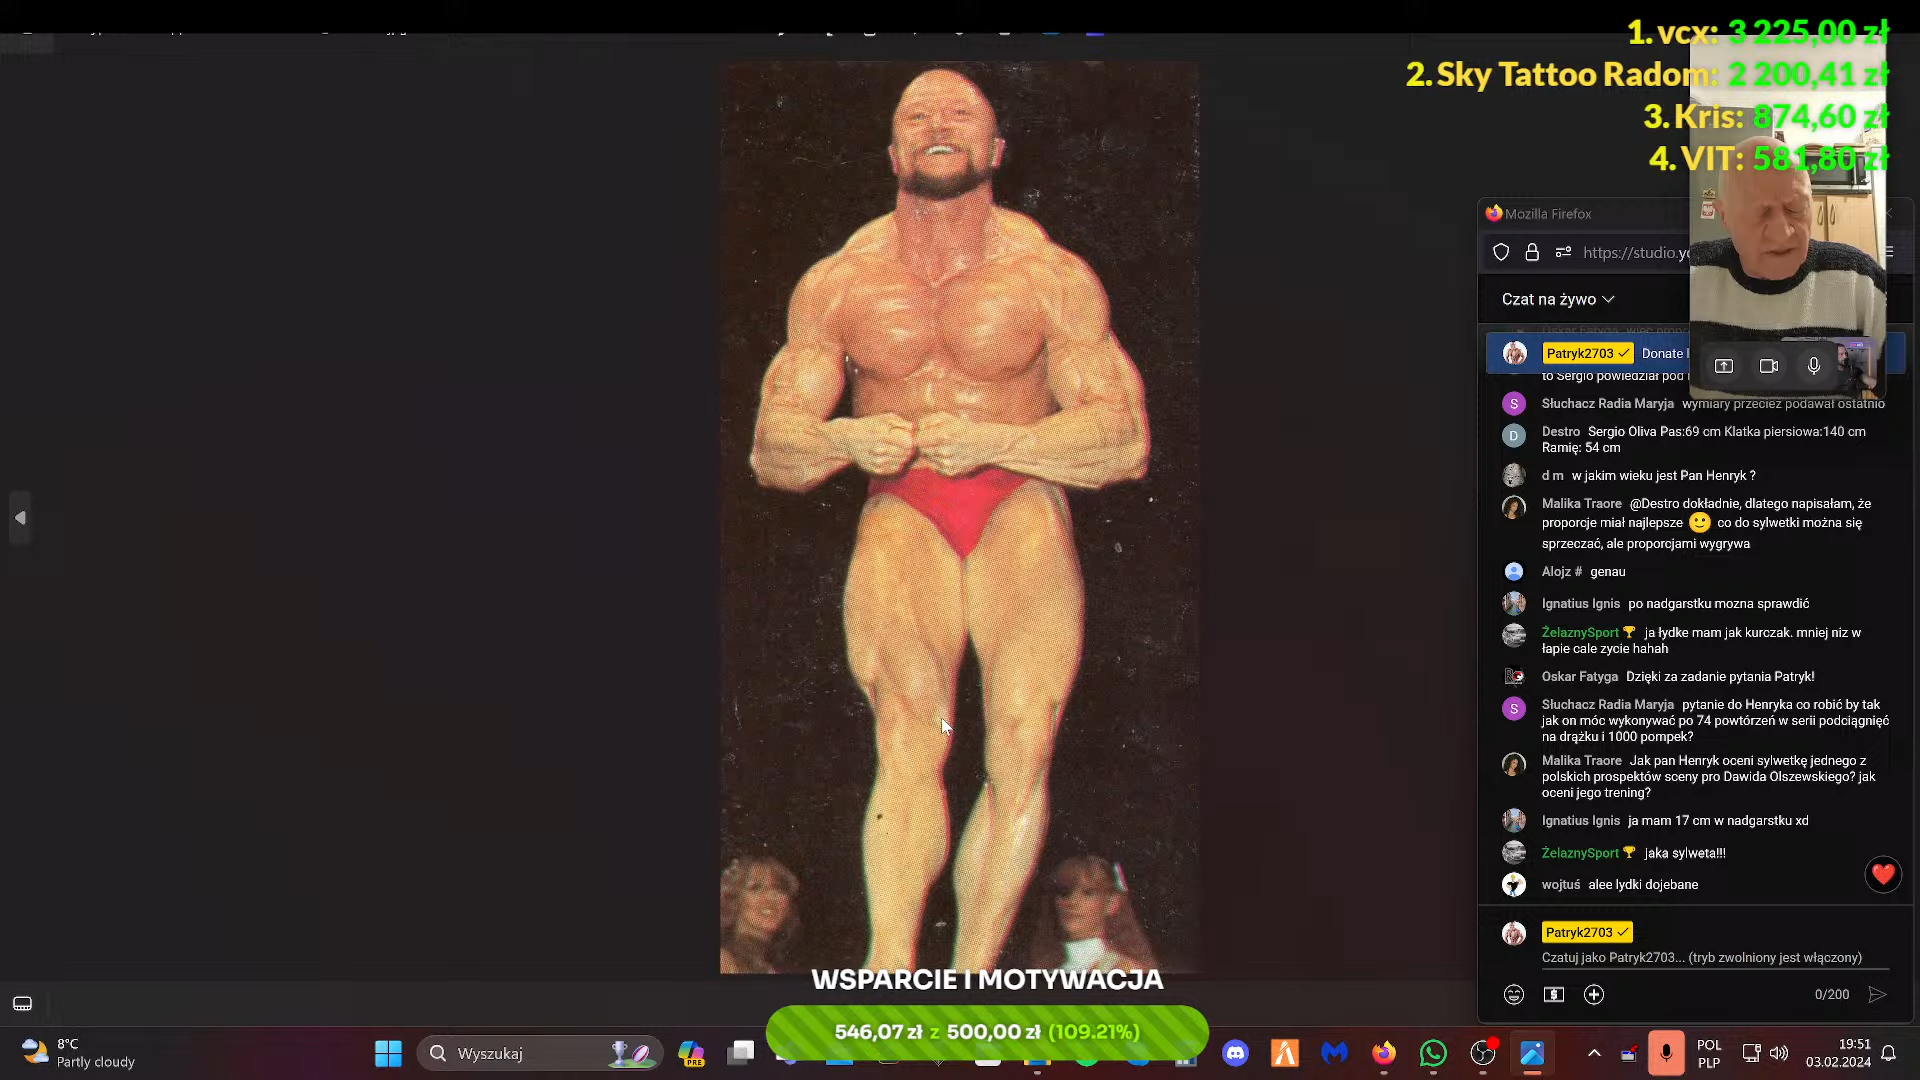 1. vcx: 3 225,00 zł
2. Sky Tattoo Radom: 2 200,41 zł
3. Kris: 874,60 zł
4. VIT: 581,80 zł
Mozilla Firefox
https://studio.yo
Czat na żywo
Patryk2703 Donate
to Sergio powiedział pod
Słuchacz Radia Maryja wymiary przecież podawał ostatnio
Destro Sergio Oliva Pas:69 cm Klatka piersiowa:140 cm
Ramię: 54 cm
d m w jakim wieku jest Pan Henryk ?
Malika Traore @Destro dokładnie, dlatego napisałam, że
proporcje miał najlepsze 🙂 co do sylwetki można się
sprzeczać, ale proporcjami wygrywa
Alojz # genau
Ignatius Ignis po nadgarstku mozna sprawdić
ŻelaznySport ja łydke mam jak kurczak. mniej niz w
łapie cale zycie hahah
Oskar Fatyga Dzięki za zadanie pytania Patryk!
Słuchacz Radia Maryja pytanie do Henryka co robić by tak
jak on móc wykonywać po 74 powtórzeń w serii podciągnięć
na drążku i 1000 pompek?
Malika Traore Jak pan Henryk oceni sylwetkę jednego z
polskich prospektów sceny pro Dawida Olszewskiego? jak
oceni jego trening?
Ignatius Ignis ja mam 17 cm w nadgarstku xd
ŻelaznySport jaka sylweta!!!
wojtuś alee lydki dojebane
Patryk2703
Czatuj jako Patryk2703... (tryb zwolniony jest włączony)
0/200
WSPARCIE I MOTYWACJA
546,07 zł z 500,00 zł (109.21%)
8°C
Partly cloudy
Wyszukaj
PRE
POL
PLP
19:51
03.02.2024